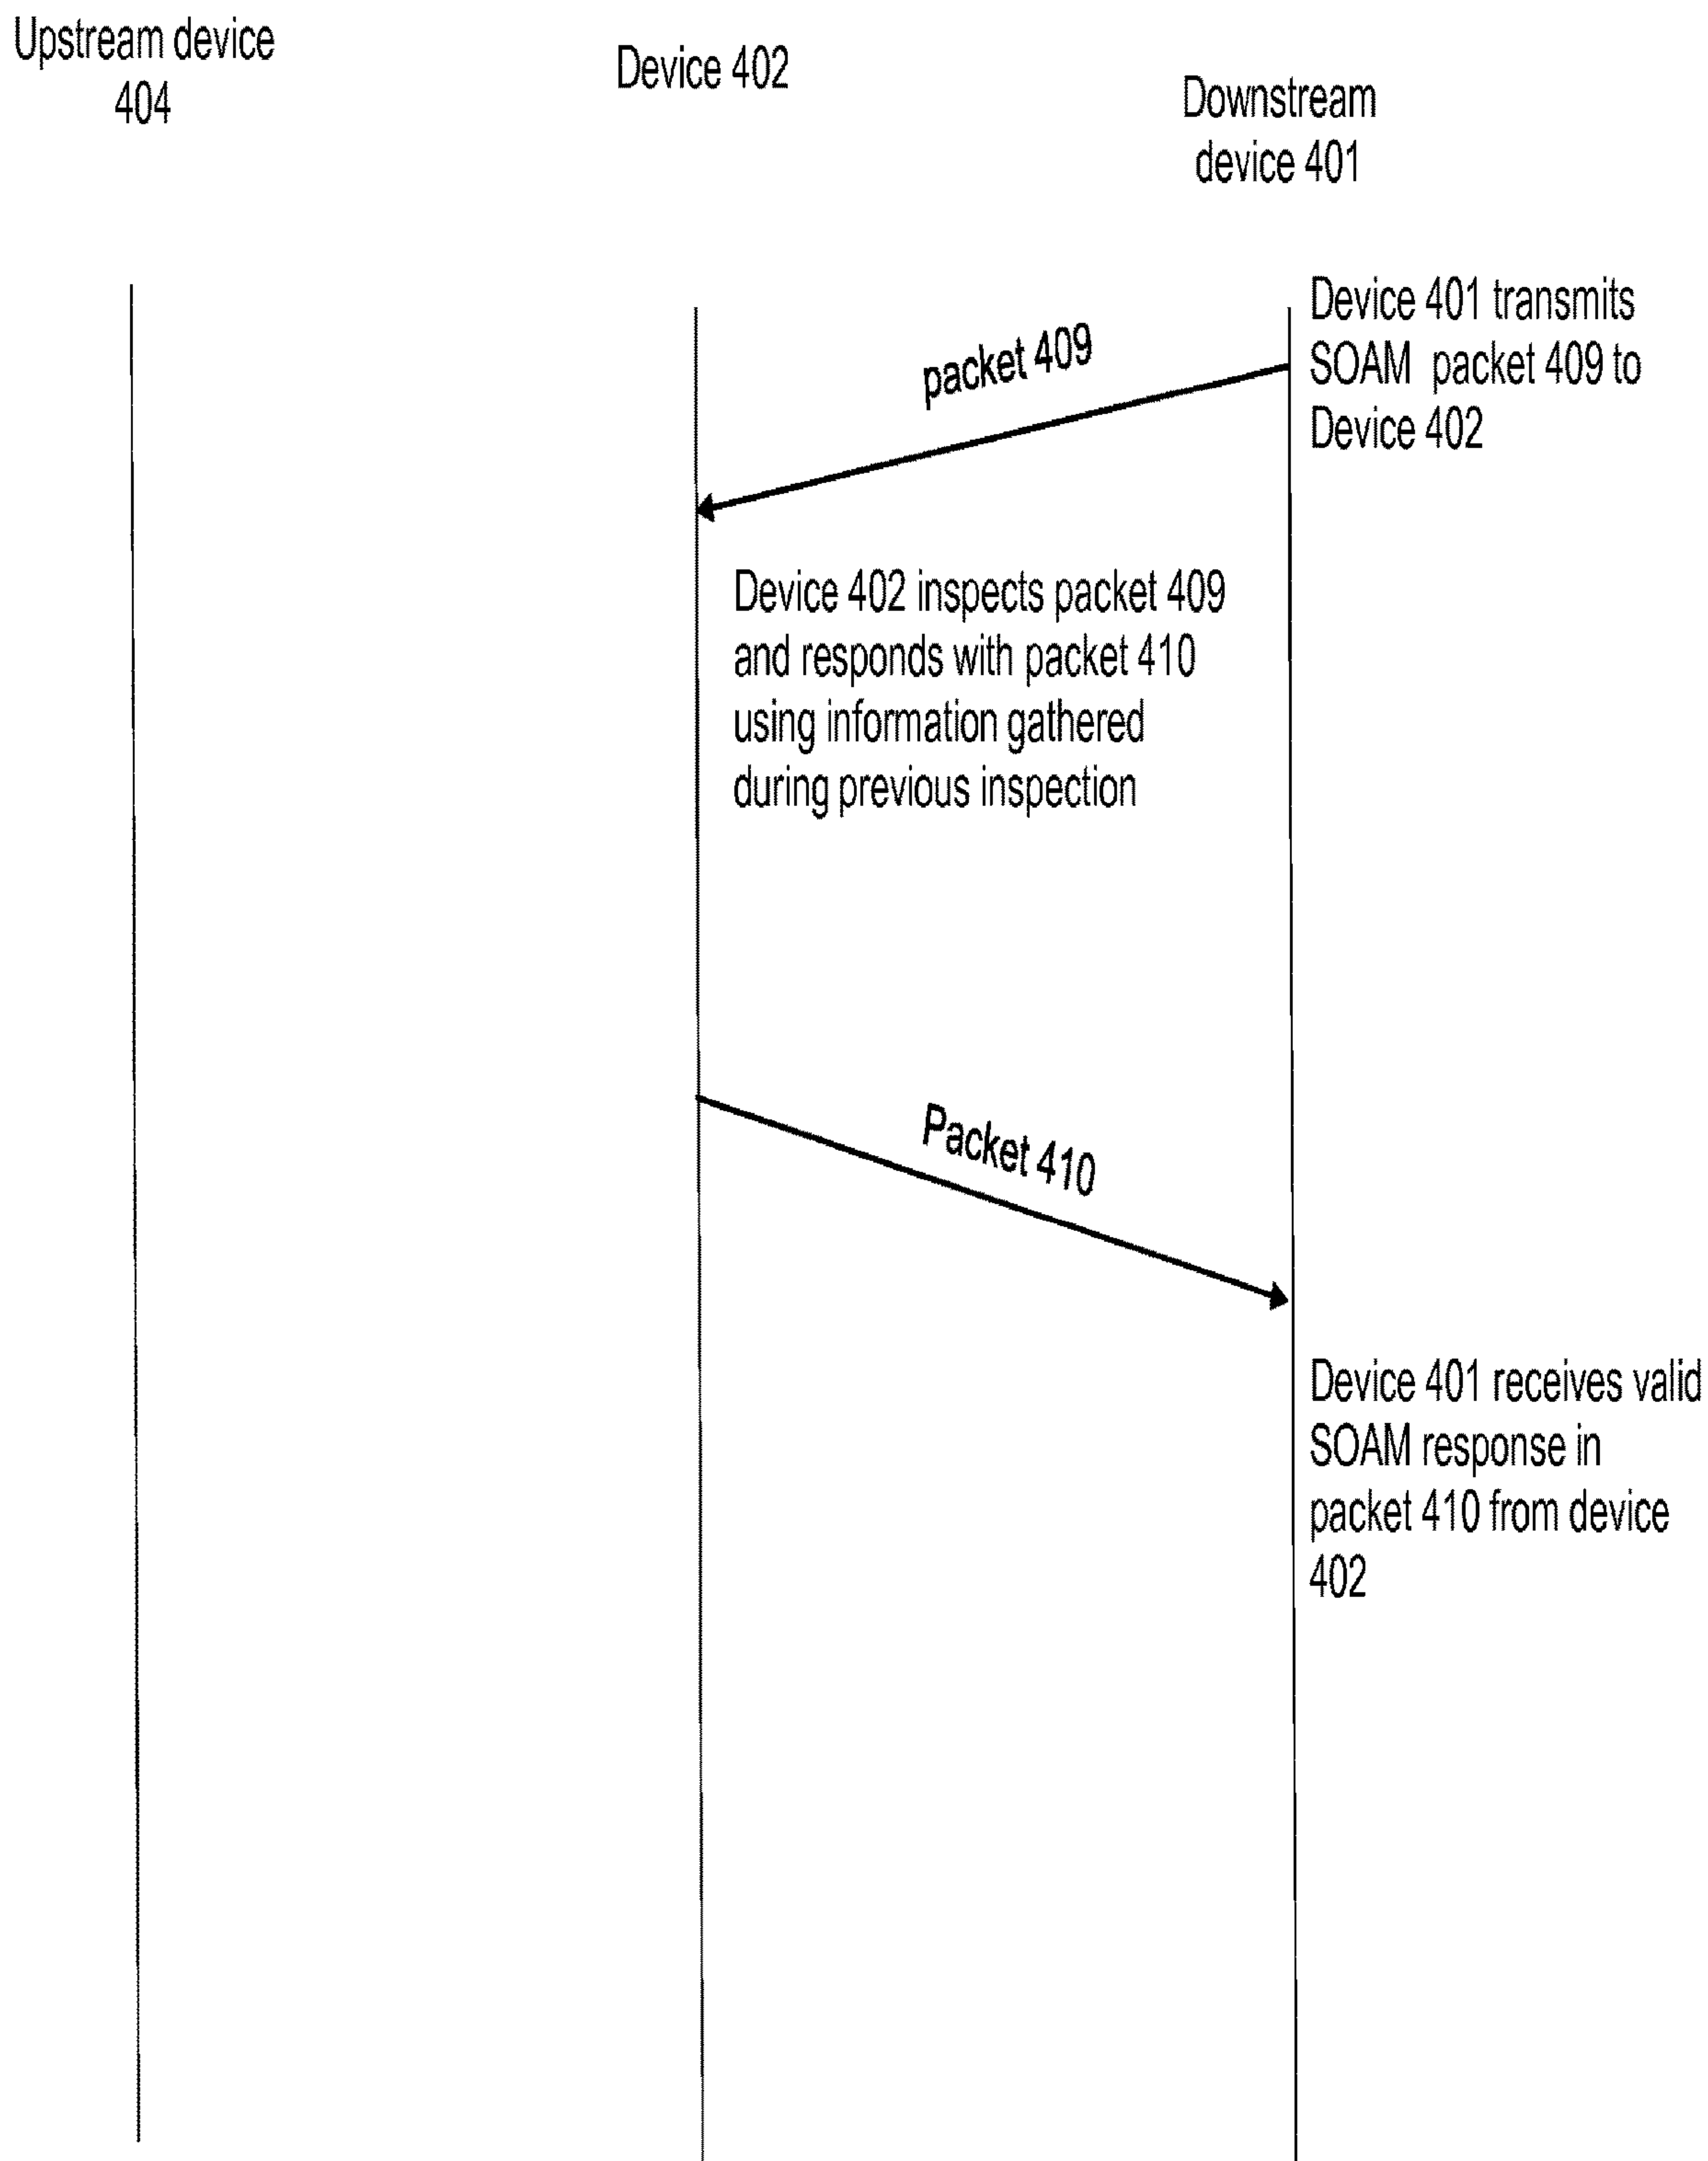 Upstream device
404
Device 402
Downstream
device 401
Device 401 transmits
SOAM packet 409 to
Device 402
packet 409
Device 402 inspects packet 409
and responds with packet 410
using information gathered
during previous inspection
Packet 410
Device 401 receives valid
SOAM response in
packet 410 from device
402